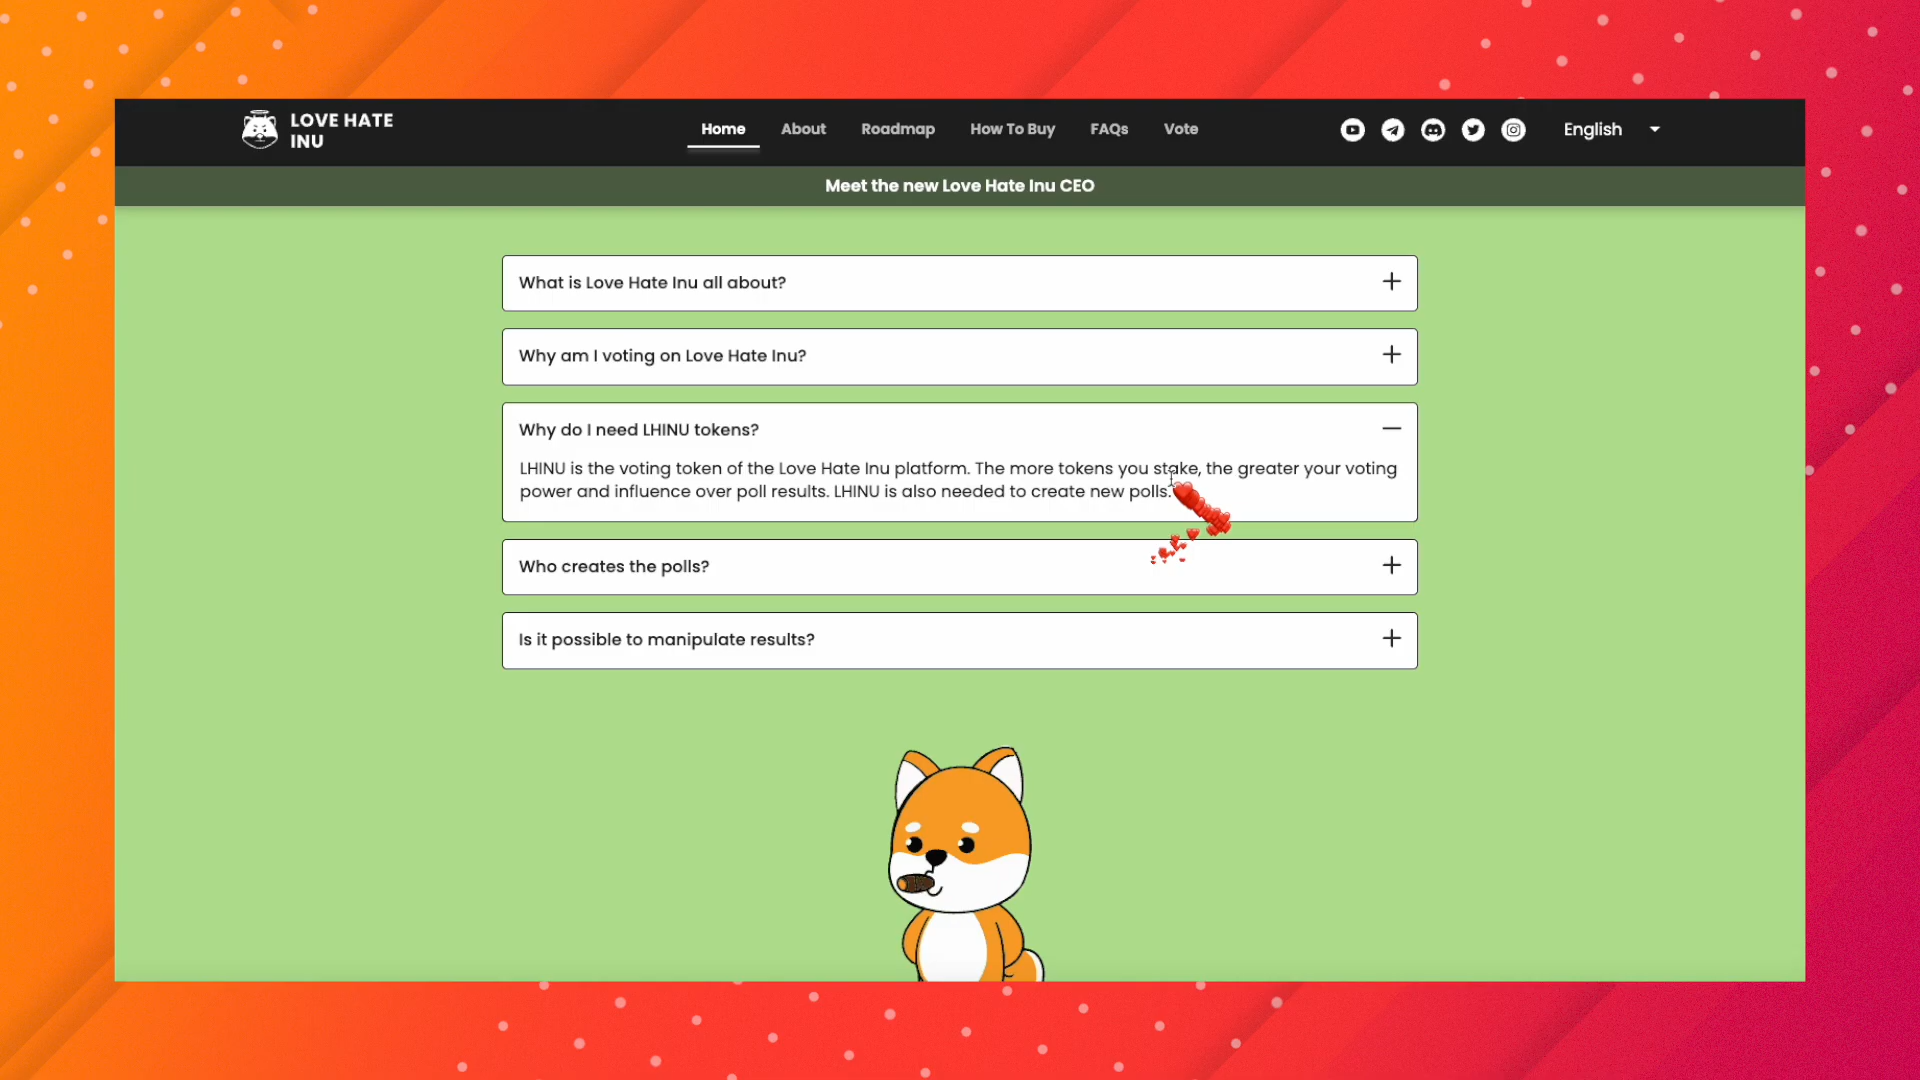 LOVE HATE
INU
Home About Roadmap How To Buy FAQs Vote
English
Meet the new Love Hate Inu CEO
What is Love Hate Inu all about?
Why am I voting on Love Hate Inu?
Why do I need LHINU tokens?
LHINU is the voting token of the Love Hate Inu platform. The more tokens you stake, the greater your voting
power and influence over poll results. LHINU is also needed to create new polls.
Who creates the polls?
Is it possible to manipulate results?